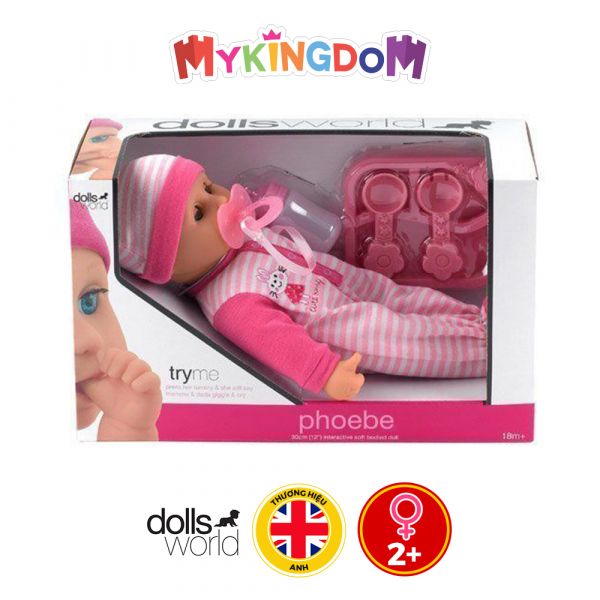 MYKINGDOM
dollsworld
dolls
world
tryme
press her tummy & she will say
mamma & dada giggle & cry
phoebe
30cm (12") interactive soft bodied doll
18m+
dolls
world
THƯƠNG HIỆU
ANH
2+